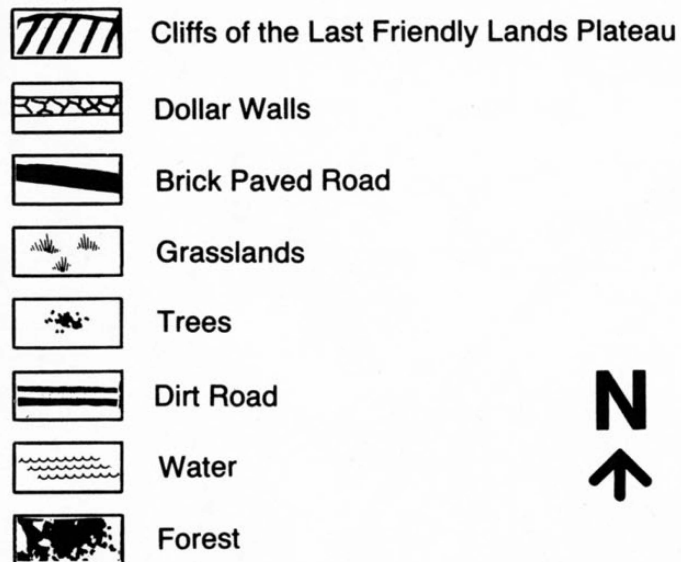 Cliffs of the Last Friendly Lands Plateau
Dollar Walls
Brick Paved Road
Grasslands
Trees
Dirt Road
N
Water
Forest